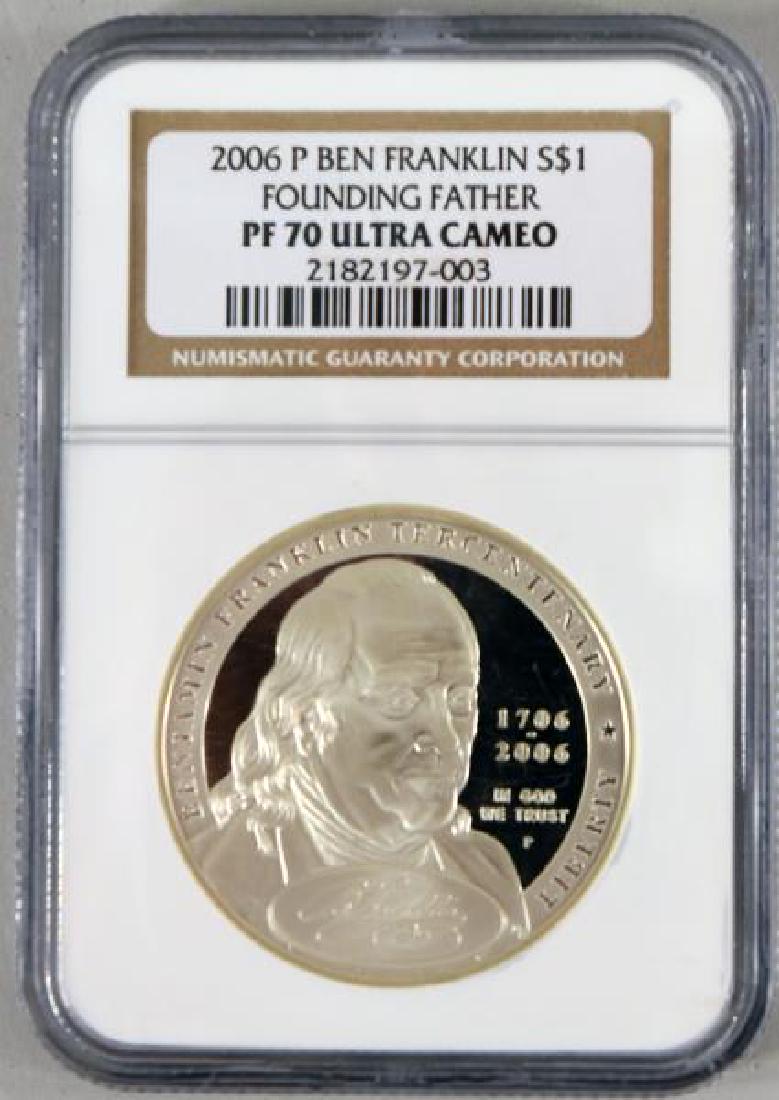 2006 P BEN FRANKLIN S$1
FOUNDING FATHER
PF 70 ULTRA CAMEO
2182197-003
NUMISMATIC GUARANTY CORPORATION
BENJAMIN FRANKLIN TERCENTENARY ★ LIBERTY
1706
-
2006
IN GOD
WE TRUST
P
B Franklin